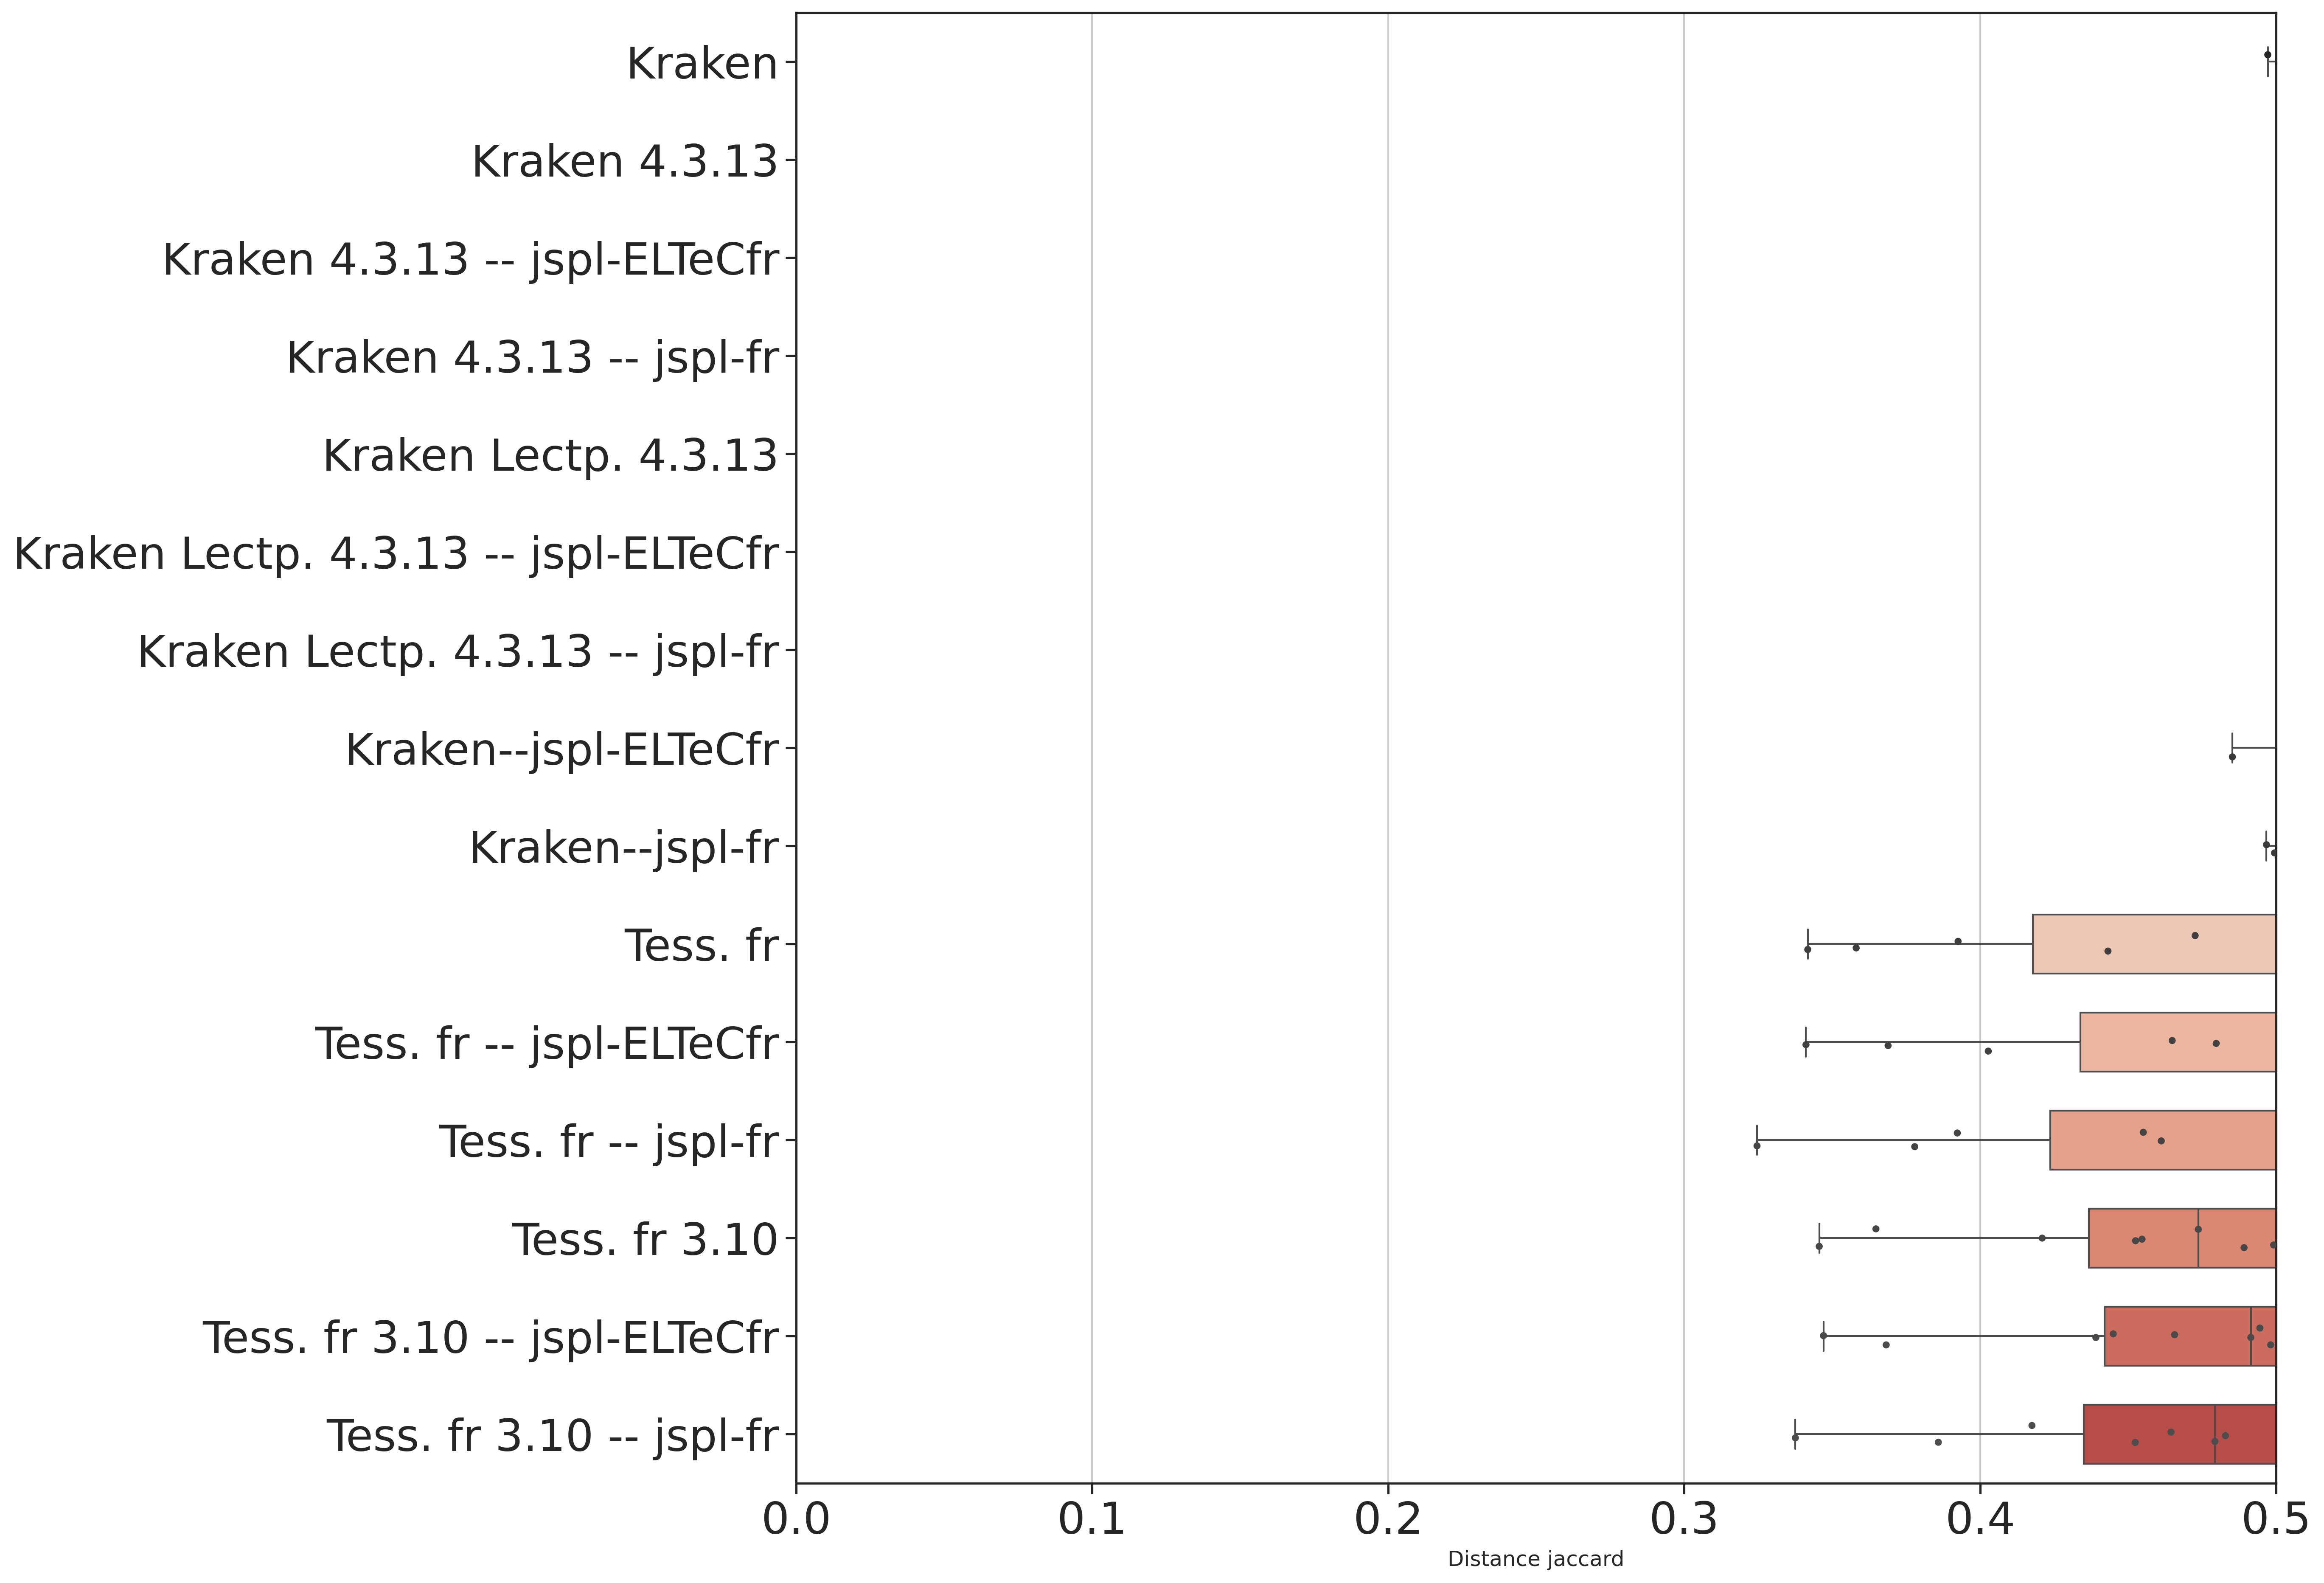 Kraken
Kraken 4.3.13
Kraken 4.3.13 -- jspl-ELTeCfr
Kraken 4.3.13 -- jspl-fr
Kraken Lectp. 4.3.13
Kraken Lectp. 4.3.13 -- jspl-ELTeCfr
Kraken Lectp. 4.3.13 -- jspl-fr
Kraken--jspl-ELTeCfr
Kraken--jspl-fr
Tess. fr
Tess. fr -- jspl-ELTeCfr
Tess. fr -- jspl-fr
Tess. fr 3.10
Tess. fr 3.10 -- jspl-ELTeCfr
Tess. fr 3.10 -- jspl-fr
0.0 0.1 0.2 0.3 0.4 0.5
Distance jaccard